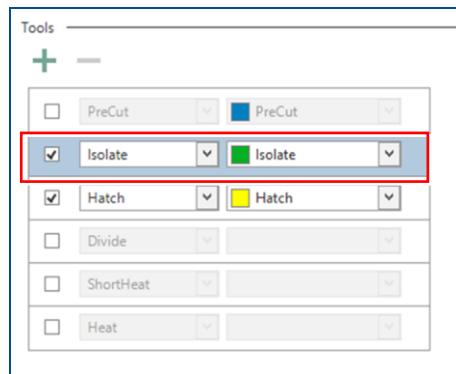 Tools
PreCut PreCut
Isolate Isolate
Hatch Hatch
Divide
ShortHeat
Heat